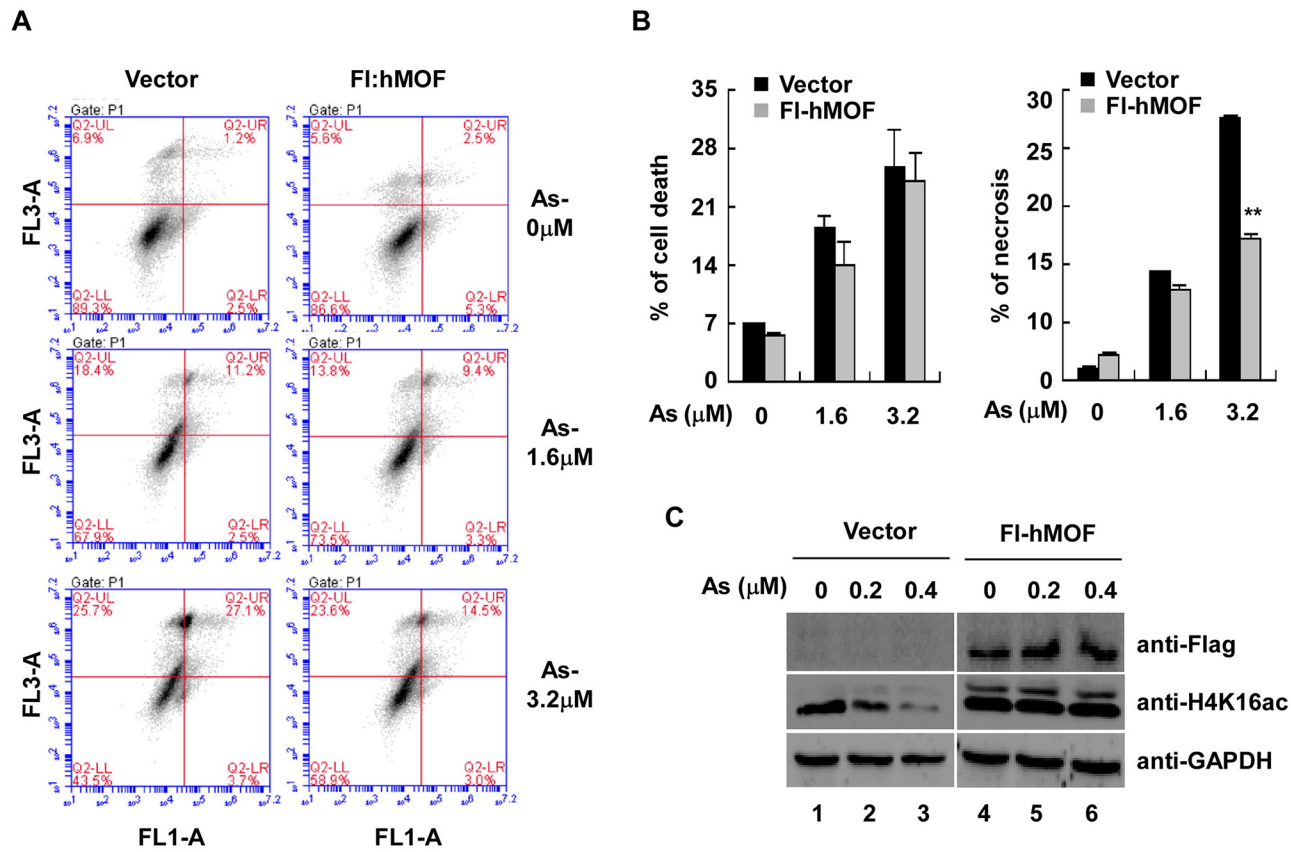 A
Vector
Fl:hMOF
Gate: P1
Q2-UL
6.9%
Q2-UR
1.2%
Q2-LL
89.3%
Q2-LR
2.5%
Gate: P1
Q2-UL
5.6%
Q2-UR
2.5%
Q2-LL
86.6%
Q2-LR
5.3%
FL3-A
As-
0μM
Gate: P1
Q2-UL
18.4%
Q2-UR
11.2%
Q2-LL
67.9%
Q2-LR
2.5%
Gate: P1
Q2-UL
13.8%
Q2-UR
9.4%
Q2-LL
73.5%
Q2-LR
3.3%
FL3-A
As-
1.6μM
Gate: P1
Q2-UL
25.7%
Q2-UR
27.1%
Q2-LL
43.5%
Q2-LR
3.7%
Gate: P1
Q2-UL
23.6%
Q2-UR
14.5%
Q2-LL
58.9%
Q2-LR
3.0%
FL3-A
As-
3.2μM
FL1-A
FL1-A
B
Vector
Fl-hMOF
% of cell death
35
28
21
14
7
0
As (μM) 0 1.6 3.2
Vector
Fl-hMOF
% of necrosis
30
20
15
10
5
0
**
As (μM) 0 1.6 3.2
C
Vector
Fl-hMOF
As (μM) 0 0.2 0.4 0 0.2 0.4
anti-Flag
anti-H4K16ac
anti-GAPDH
1 2 3 4 5 6